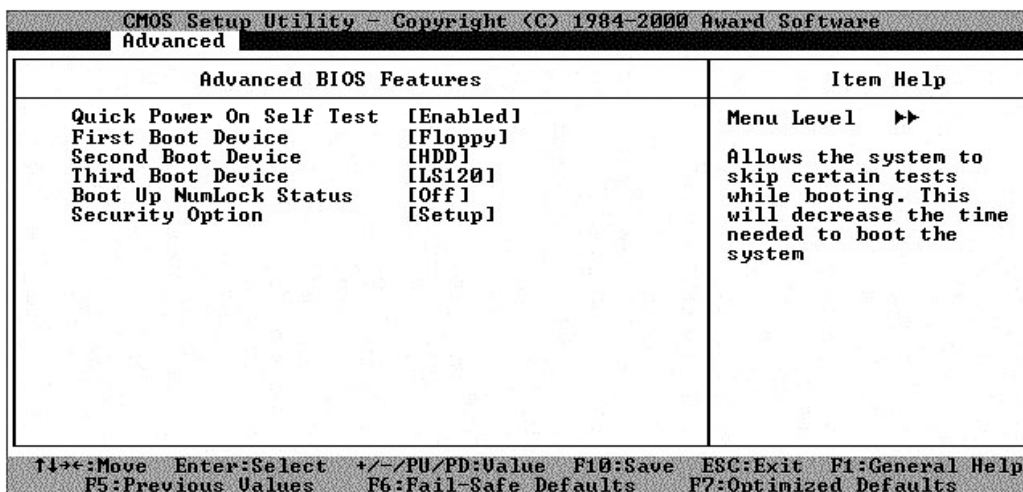 CMOS Setup Utility - Copyright (C) 1984-2000 Award Software
Advanced
Advanced BIOS Features
Quick Power On Self Test [Enabled]
First Boot Device [Floppy]
Second Boot Device [HDD]
Third Boot Device [LS120]
Boot Up NumLock Status [Off]
Security Option [Setup]
Item Help
Menu Level ▸▸
Allows the system to
skip certain tests
while booting. This
will decrease the time
needed to boot the
system
↑↓→←:Move Enter:Select +/-/PU/PD:Value F10:Save ESC:Exit F1:General Help
F5:Previous Values F6:Fail-Safe Defaults F7:Optimized Defaults